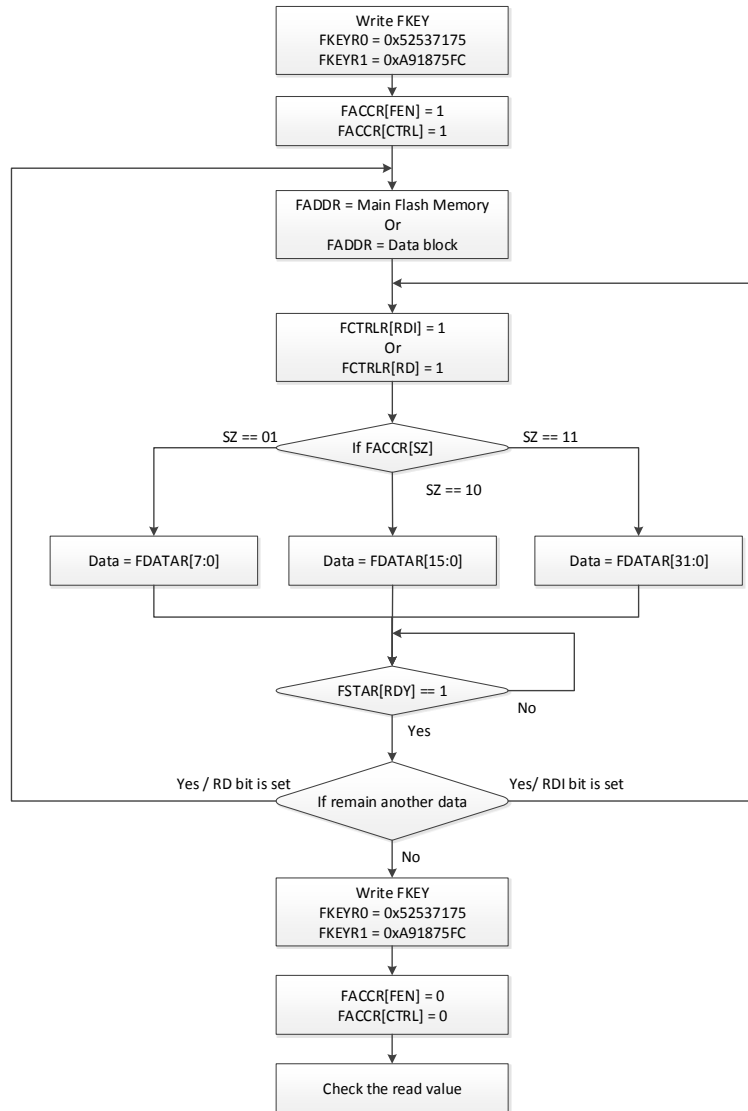 Write FKEY
FKEYR0 = 0x52537175
FKEYR1 = 0xA91875FC
FACCR[FEN] = 1
FACCR[CTRL] = 1
FADDR = Main Flash Memory
Or
FADDR = Data block
FCTRLR[RDI] = 1
Or
FCTRLR[RD] = 1
SZ == 01
If FACCR[SZ]
SZ == 11
SZ == 10
Data = FDATAR[7:0]
Data = FDATAR[15:0]
Data = FDATAR[31:0]
FSTAR[RDY] == 1
No
Yes
Yes / RD bit is set
If remain another data
Yes/ RDI bit is set
No
Write FKEY
FKEYR0 = 0x52537175
FKEYR1 = 0xA91875FC
FACCR[FEN] = 0
FACCR[CTRL] = 0
Check the read value